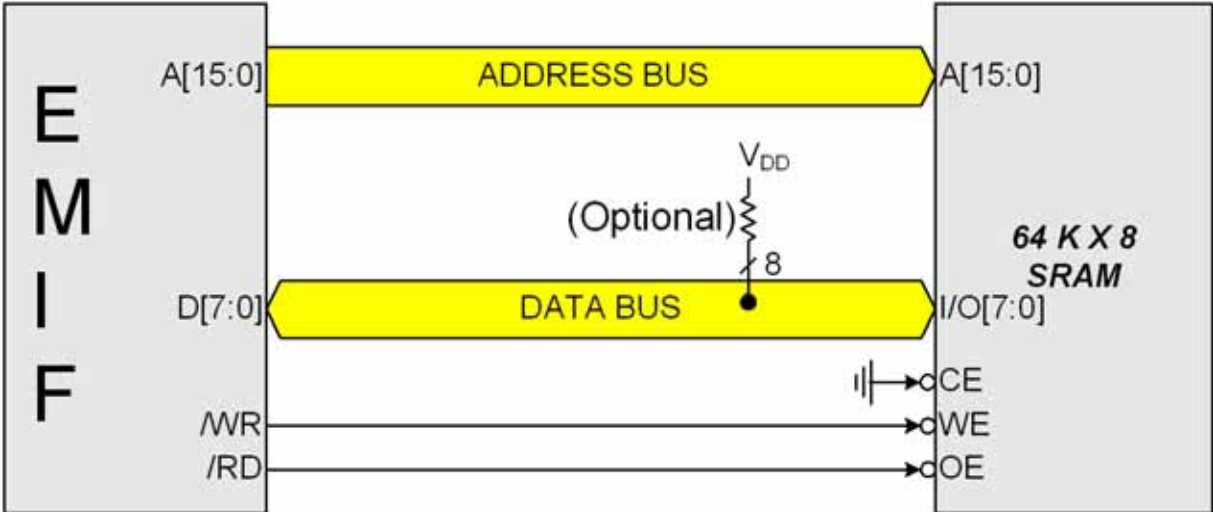 EMIF
A[15:0]
ADDRESS BUS
A[15:0]
VDD
(Optional)
8
64 K X 8
SRAM
D[7:0]
DATA BUS
I/O[7:0]
CE
/WR
WE
/RD
OE